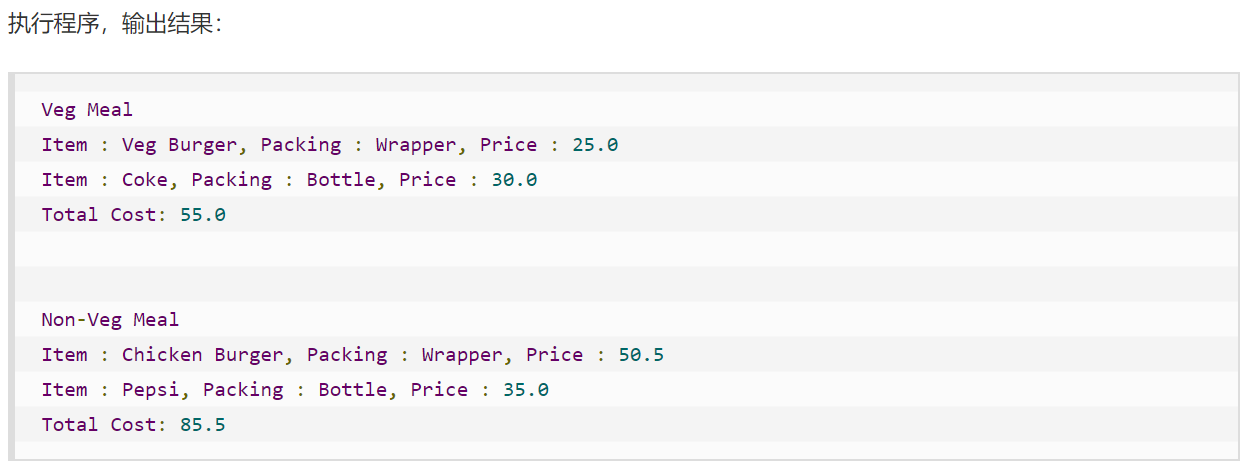 执行程序，输出结果：
Veg Meal
Item : Veg Burger, Packing : Wrapper, Price : 25.0
Item : Coke, Packing : Bottle, Price : 30.0
Total Cost: 55.0
Non-Veg Meal
Item : Chicken Burger, Packing : Wrapper, Price : 50.5
Item : Pepsi, Packing : Bottle, Price : 35.0
Total Cost: 85.5